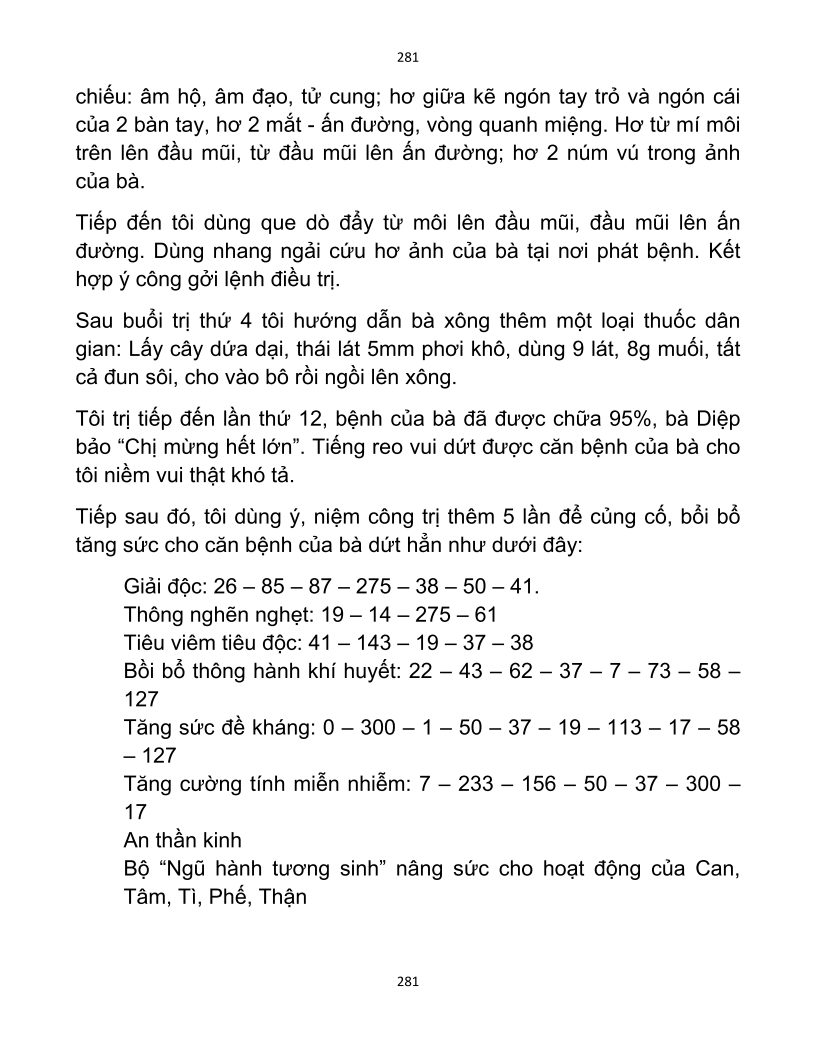 281
chiếu: âm hộ, âm đạo, tử cung; hơ giữa kẽ ngón tay trỏ và ngón cái
của 2 bàn tay, hơ 2 mắt - ấn đường, vòng quanh miệng. Hơ từ mí môi
trên lên đầu mũi, từ đầu mũi lên ấn đường; hơ 2 núm vú trong ảnh
của bà.
Tiếp đến tôi dùng que dò đẩy từ môi lên đầu mũi, đầu mũi lên ấn
đường. Dùng nhang ngải cứu hơ ảnh của bà tại nơi phát bệnh. Kết
hợp ý công gởi lệnh điều trị.
Sau buổi trị thứ 4 tôi hướng dẫn bà xông thêm một loại thuốc dân
gian: Lấy cây dứa dại, thái lát 5mm phơi khô, dùng 9 lát, 8g muối, tất
cả đun sôi, cho vào bô rồi ngồi lên xông.
Tôi trị tiếp đến lần thứ 12, bệnh của bà đã được chữa 95%, bà Diệp
bảo “Chị mừng hết lớn”. Tiếng reo vui dứt được căn bệnh của bà cho
tôi niềm vui thật khó tả.
Tiếp sau đó, tôi dùng ý, niệm công trị thêm 5 lần để củng cố, bổi bổ
tăng sức cho căn bệnh của bà dứt hẳn như dưới đây:
Giải độc: 26 – 85 – 87 – 275 – 38 – 50 – 41.
Thông nghẽn nghẹt: 19 – 14 – 275 – 61
Tiêu viêm tiêu độc: 41 – 143 – 19 – 37 – 38
Bồi bổ thông hành khí huyết: 22 – 43 – 62 – 37 – 7 – 73 – 58 –
127
Tăng sức đề kháng: 0 – 300 – 1 – 50 – 37 – 19 – 113 – 17 – 58
– 127
Tăng cường tính miễn nhiễm: 7 – 233 – 156 – 50 – 37 – 300 –
17
An thần kinh
Bộ “Ngũ hành tương sinh” nâng sức cho hoạt động của Can,
Tâm, Tì, Phế, Thận
281